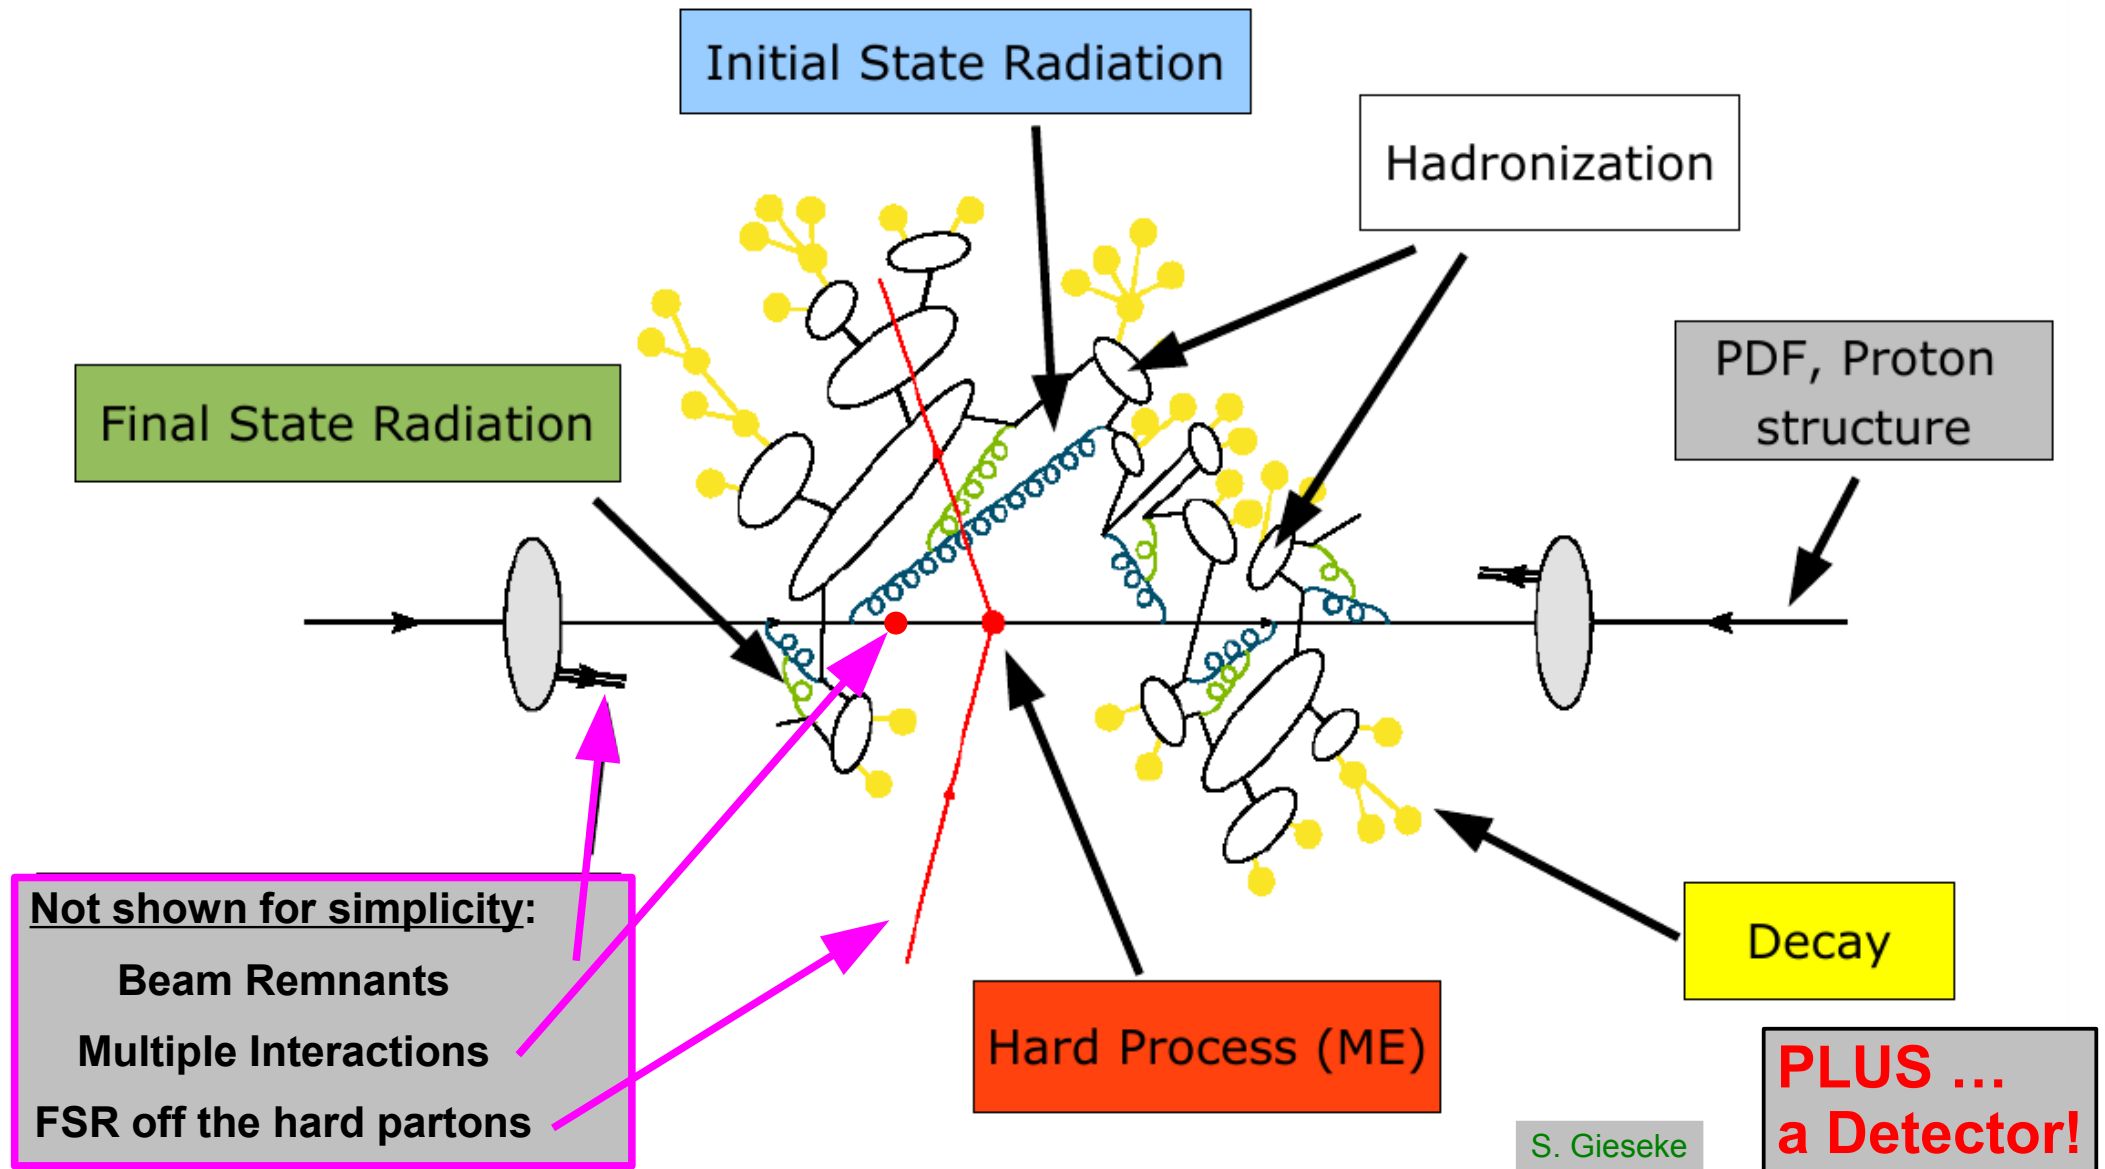 Initial State Radiation
Hadronization
PDF, Proton
structure
Final State Radiation
Not shown for simplicity:
Beam Remnants
Multiple Interactions
FSR off the hard partons
Hard Process (ME)
Decay
PLUS ...
a Detector!
S. Gieseke